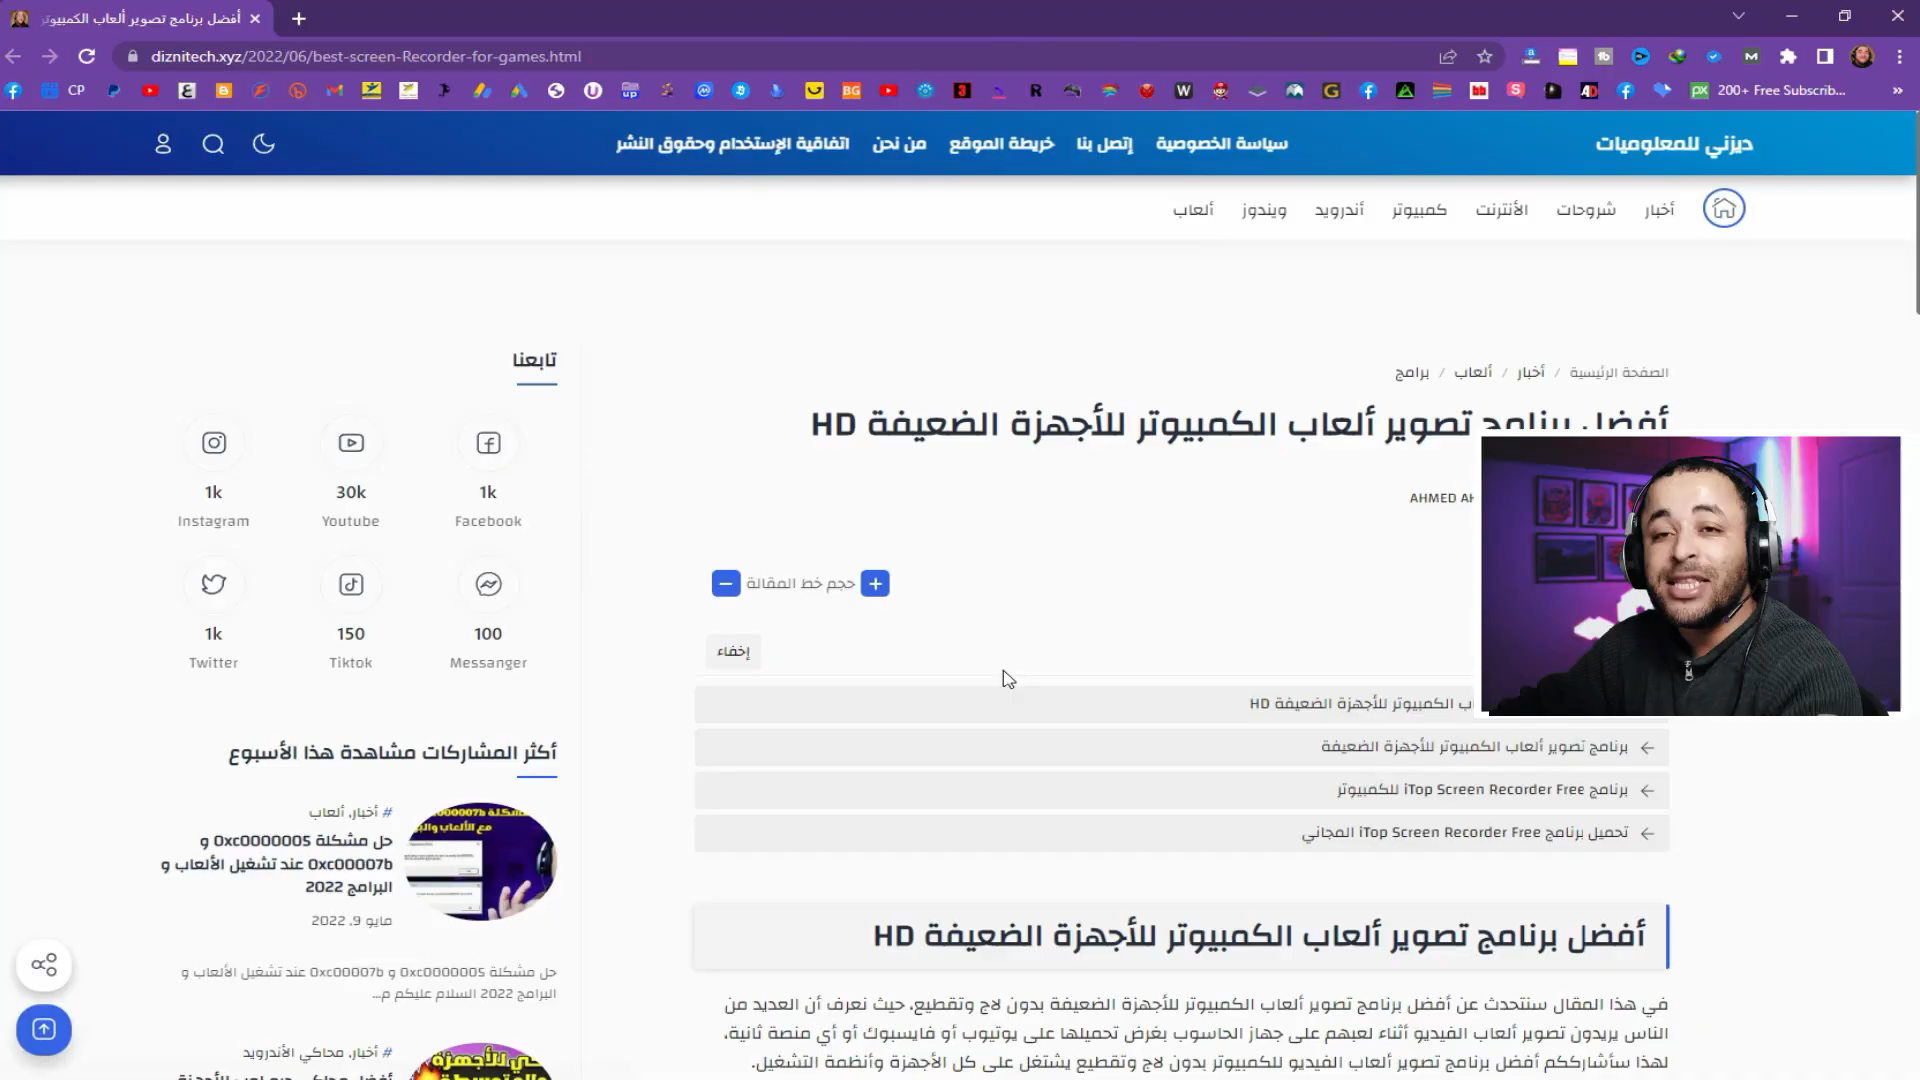 أفضل برنامج تصوير ألعاب الكمبيوتر
diznitech.xyz/2022/06/best-screen-Recorder-for-games.html
CP
200+ Free Subscrib...
ديزني للمعلوميات
سياسة الخصوصية
إتصل بنا
خريطة الموقع
من نحن
اتفاقية الإستخدام وحقوق النشر
أخبار
شروحات
الأنترنت
كمبيوتر
أندرويد
ويندوز
ألعاب
الصفحة الرئيسية / أخبار / ألعاب / برامج
أفضل برنامج تصوير ألعاب الكمبيوتر للأجهزة الضعيفة HD
AHMED
حجم خط المقالة
إخفاء
الكمبيوتر للأجهزة الضعيفة HD
برنامج تصوير ألعاب الكمبيوتر للأجهزة الضعيفة
برنامج iTop Screen Recorder Free للكمبيوتر
تحميل برنامج iTop Screen Recorder Free المجاني
أفضل برنامج تصوير ألعاب الكمبيوتر للأجهزة الضعيفة HD
في هذا المقال سنتحدث عن أفضل برنامج تصوير ألعاب الكمبيوتر للأجهزة الضعيفة بدون لاج وتقطيع، حيث نعرف أن العديد من
الناس يريدون تصوير ألعاب الفيديو أثناء لعبهم على جهاز الحاسوب بغرض تحميلها على يوتيوب أو فايسبوك أو أي منصة ثانية،
لهذا سأشارككم أفضل برنامج تصوير ألعاب الفيديو للكمبيوتر بدون لاج وتقطيع يشتغل على كل الأجهزة وأنظمة التشغيل.
تابعنا
1k
Facebook
30k
Youtube
1k
Instagram
100
Messanger
150
Tiktok
1k
Twitter
أكثر المشاركات مشاهدة هذا الأسبوع
# أخبار, ألعاب
حل مشكلة 0xc0000005 و
0xc00007b عند تشغيل الألعاب و
البرامج 2022
مايو 9, 2022
حل مشكلة 0xc0000005 و 0xc00007b عند تشغيل الألعاب و
البرامج 2022 السلام عليكم م...
# أخبار, محاكي الأندرويد